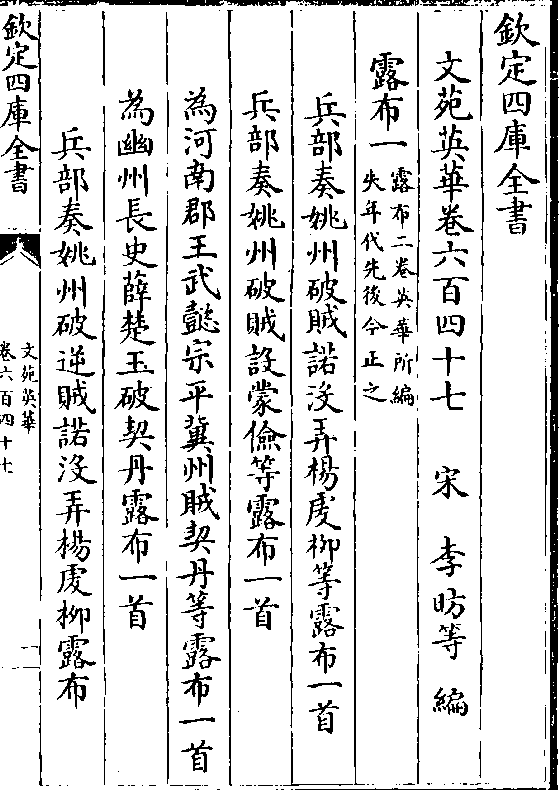 欽定四庫全書
文苑英華卷六百四十七　宋　李昉等　編
露布一　露布二卷英華所編
失年代先後今正之
兵部奏姚州破賊諾沒弄楊䖍柳等露布一首
兵部奏姚州破賊設蒙儉等露布一首
為河南郡王武懿宗平冀州賊契丹等露布一首
為幽州長史薛楚玉破契丹露布一首
兵部奏姚州破逆賊諾沒弄楊䖍柳露布
欽定四庫全書
文苑英華
卷六百四十七
一